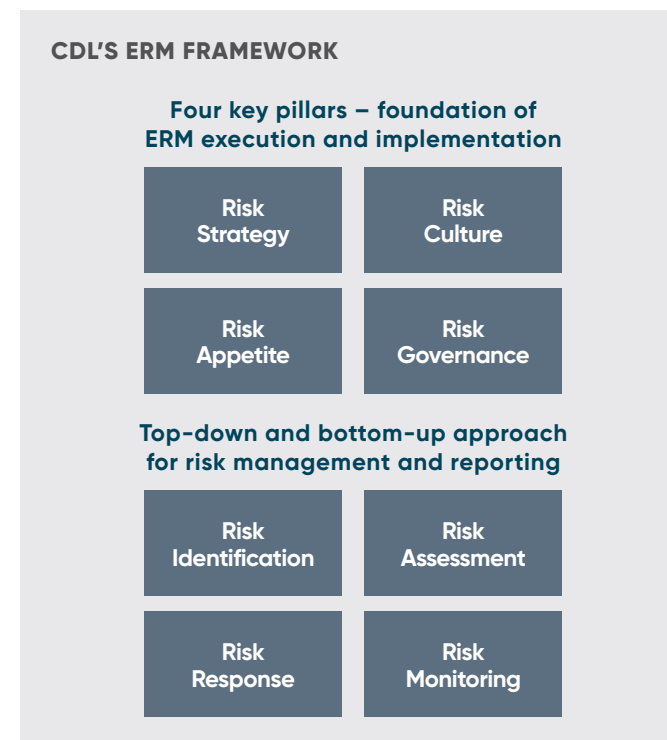 CDL'S ERM FRAMEWORK
Four key pillars – foundation of
ERM execution and implementation
Risk
Strategy
Risk
Culture
Risk
Appetite
Risk
Governance
Top-down and bottom-up approach
for risk management and reporting
Risk
Identification
Risk
Assessment
Risk
Response
Risk
Monitoring